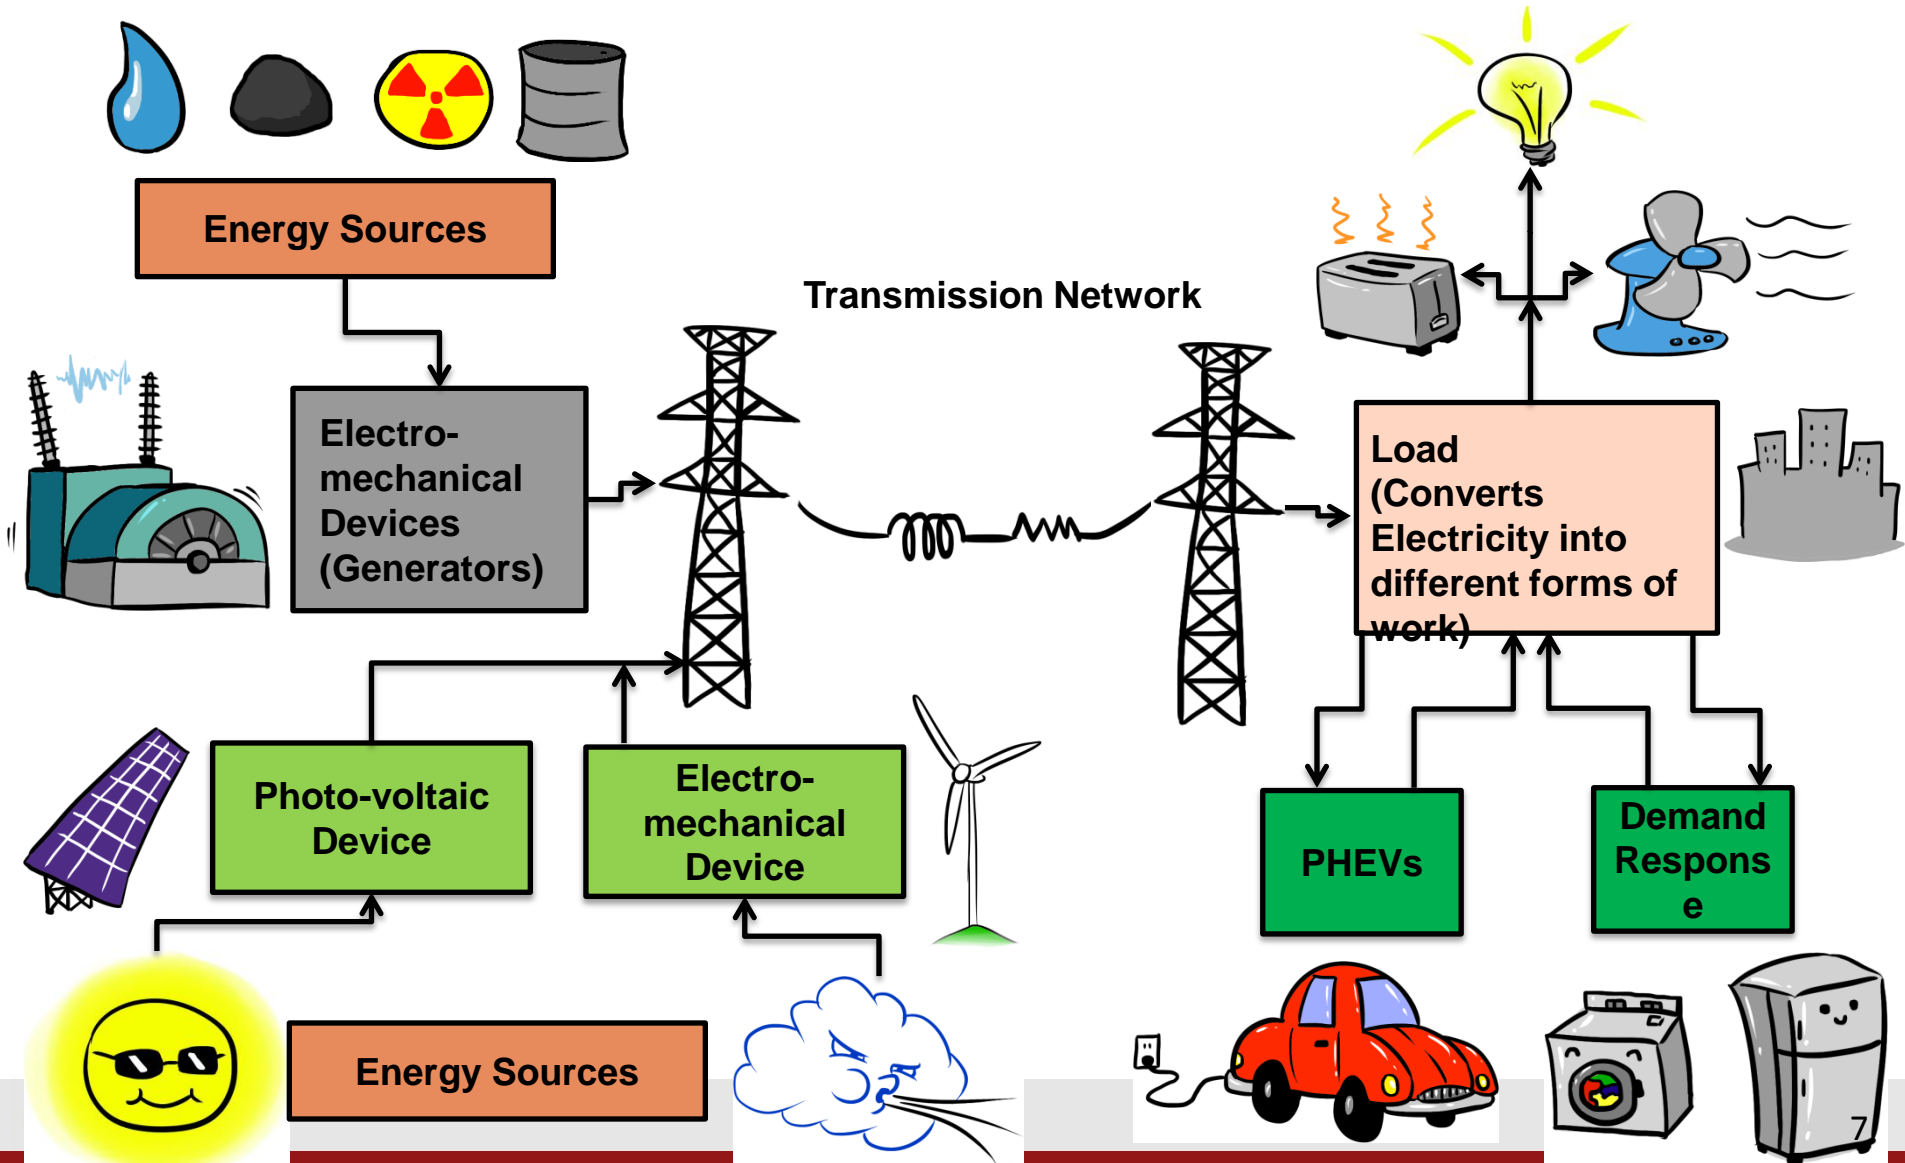 Energy Sources
Transmission Network
Electro-
mechanical
Devices
(Generators)
Load
(Converts
Electricity into
different forms of
work)
Photo-voltaic
Device
Electro-
mechanical
Device
PHEVs
Demand
Respons
e
Energy Sources
7